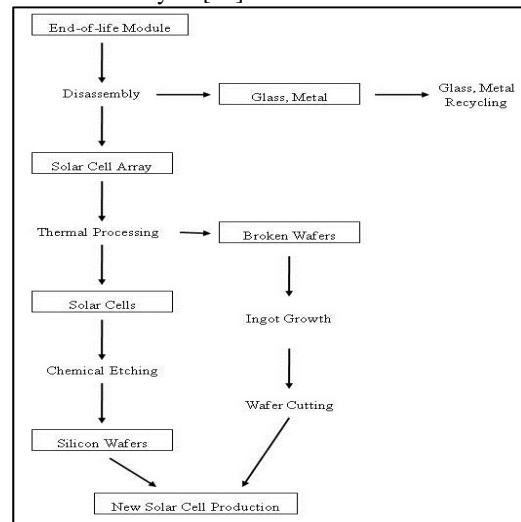 End-of-life Module
Disassembly
Glass, Metal
Glass, Metal
Recycling
Solar Cell Array
Thermal Processing
Broken Wafers
Solar Cells
Ingot Growth
Chemical Etching
Wafer Cutting
Silicon Wafers
New Solar Cell Production